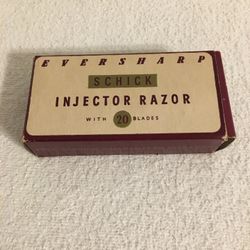 EVERSHARP
SCHICK
INJECTOR RAZOR
WITH 20 BLADES